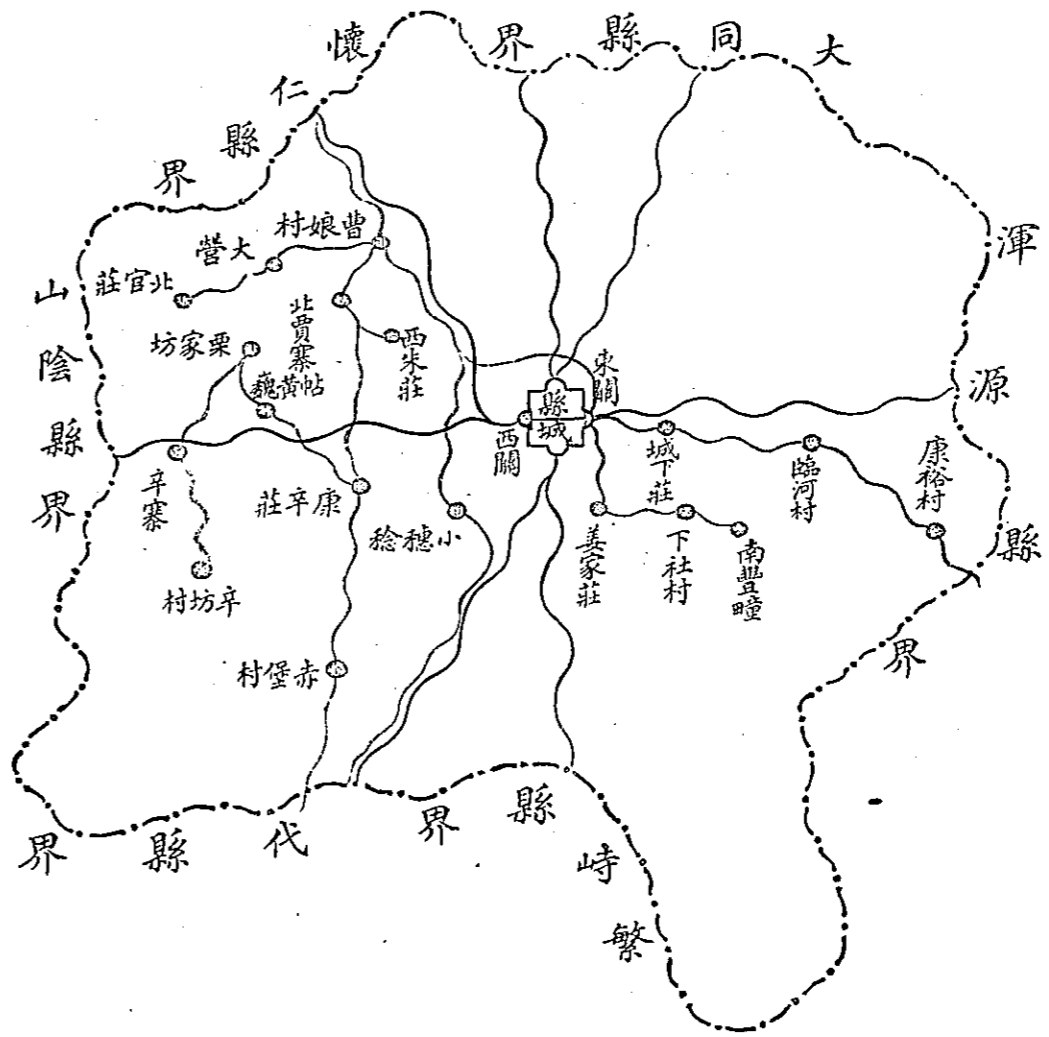 大同縣界
懷仁縣界
渾源縣界
山陰縣界
代縣界
繁峙縣界
縣城
東關
西關
曹娘村
大營
北官莊
北賈寨
西朱莊
栗家坊
魏黃帖
辛寨
辛坊村
康辛莊
小穗稔
赤堡村
城下莊
臨河村
康裕村
姜家莊
下社村
南豐疃